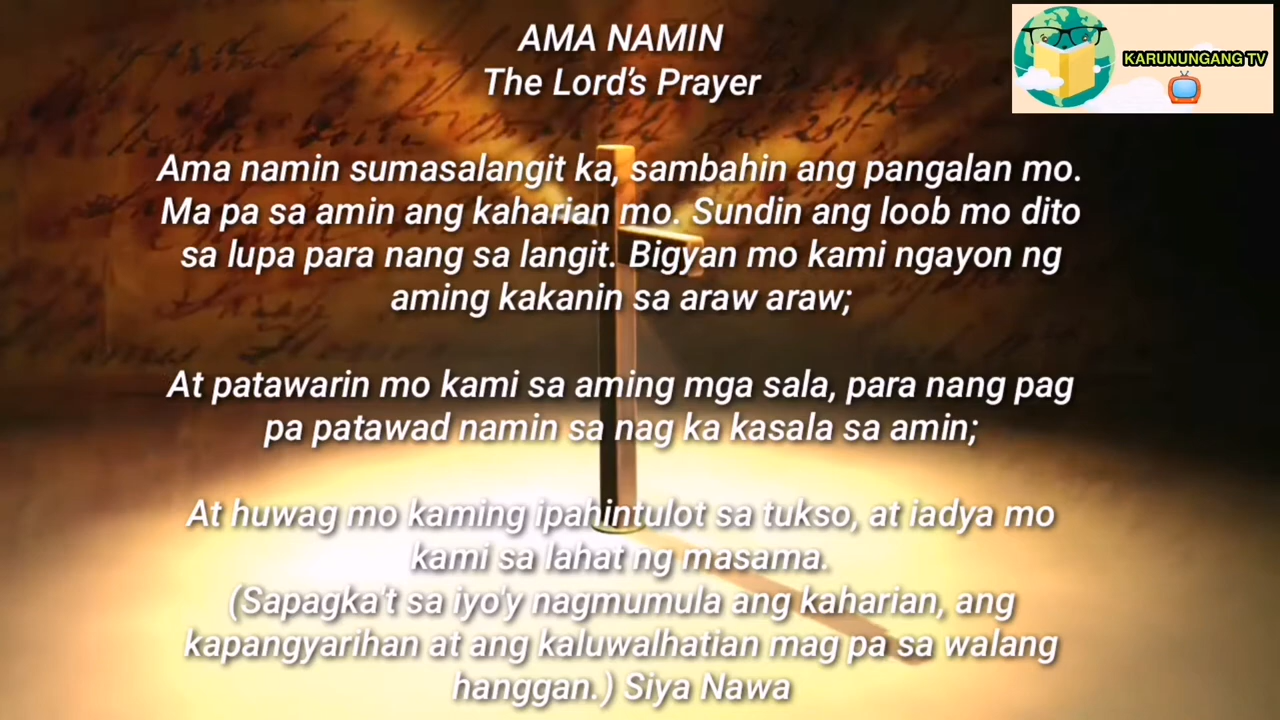 AMA NAMIN
The Lord's Prayer
KARUNUNGANG TV
Ama namin sumasalangit ka, sambahin ang pangalan mo.
Ma pa sa amin ang kaharian mo. Sundin ang loob mo dito
sa lupa para nang sa langit. Bigyan mo kami ngayon ng
aming kakanin sa araw araw;
At patawarin mo kami sa aming mga sala, para nang pag
pa patawad namin sa nag ka kasala sa amin;
At huwag mo kaming ipahintulot sa tukso, at iadya mo
kami sa lahat ng masama.
(Sapagka't sa iyo'y nagmumula ang kaharian, ang
kapangyarihan at ang kaluwalhatian mag pa sa walang
hanggan.) Siya Nawa